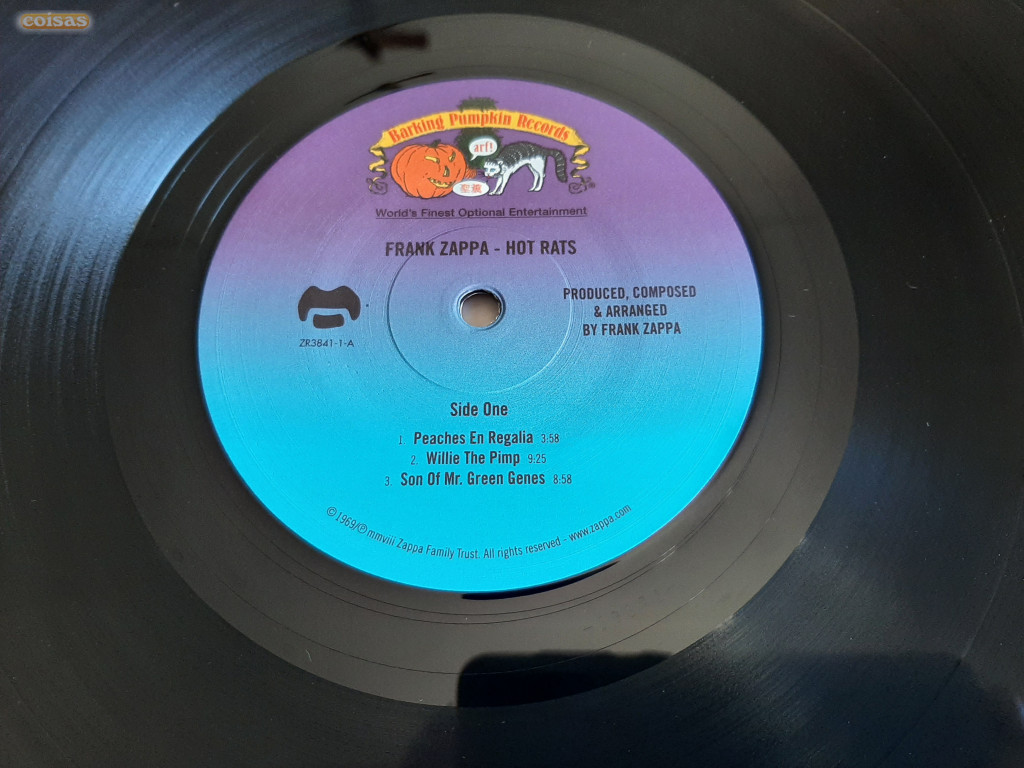 coisas
Barking Pumpkin Records
arf!
World's Finest Optional Entertainment
FRANK ZAPPA - HOT RATS
PRODUCED, COMPOSED
& ARRANGED
BY FRANK ZAPPA
ZR3841-1-A
Side One
1. Peaches En Regalia 3:58
2. Willie The Pimp 9:25
3. Son Of Mr. Green Genes 8:58
©1969/℗mmviii Zappa Family Trust. All rights reserved - www.zappa.com